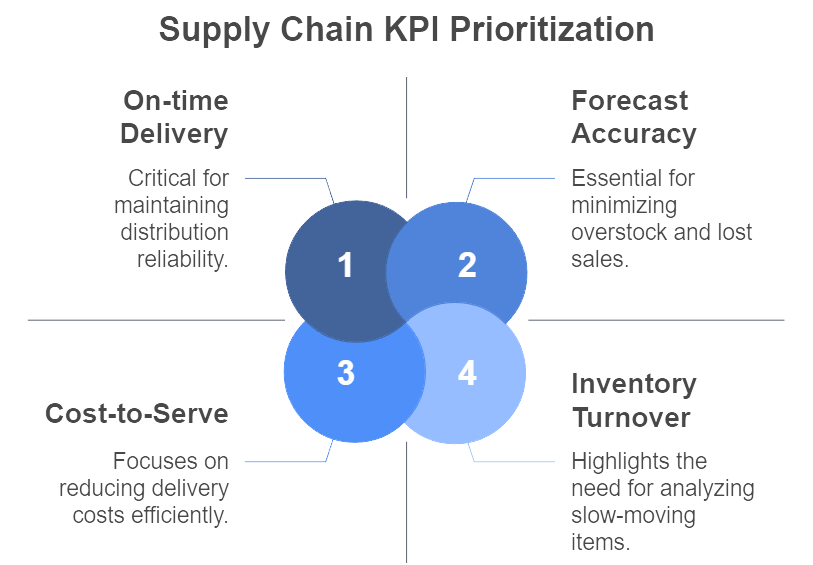 Supply Chain KPI Prioritization
On-time
Delivery
Critical for
maintaining
distribution
reliability.
Forecast
Accuracy
Essential for
minimizing
overstock and lost
sales.
1
2
3
4
Cost-to-Serve
Focuses on
reducing delivery
costs efficiently.
Inventory
Turnover
Highlights the
need for analyzing
slow-moving
items.